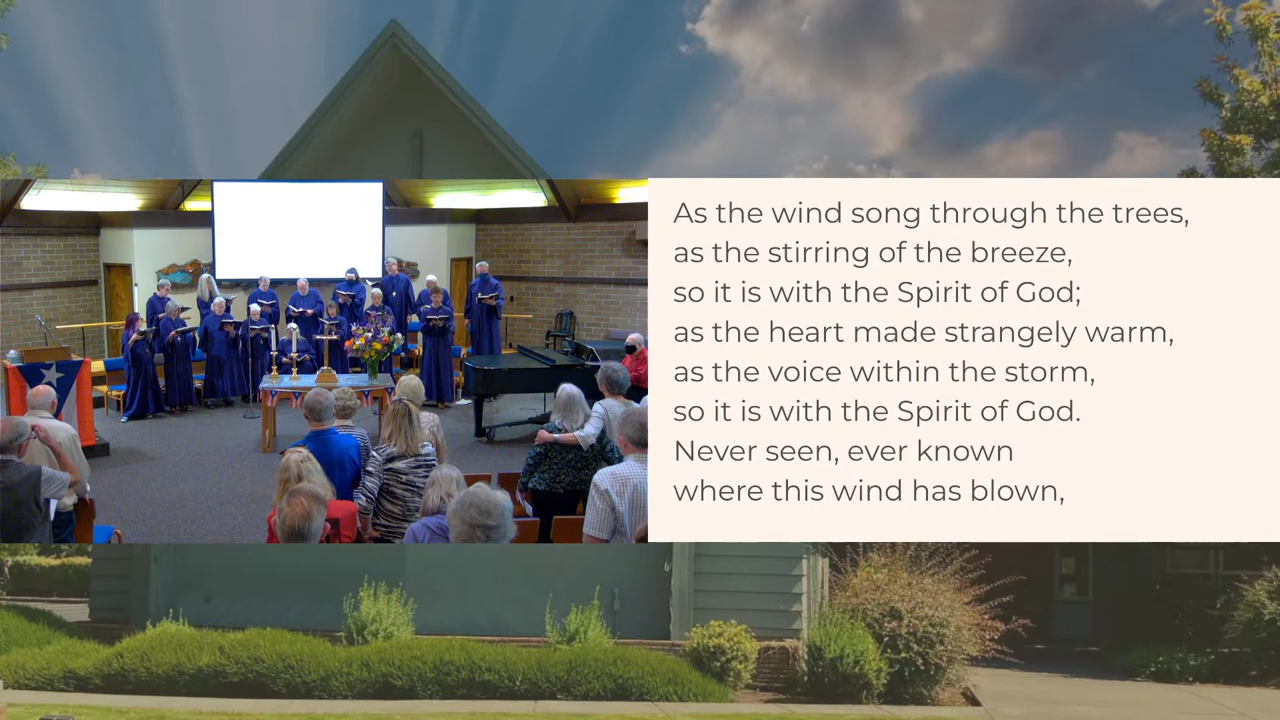 As the wind song through the trees,
as the stirring of the breeze,
so it is with the Spirit of God;
as the heart made strangely warm,
as the voice within the storm,
so it is with the Spirit of God.
Never seen, ever known
where this wind has blown,